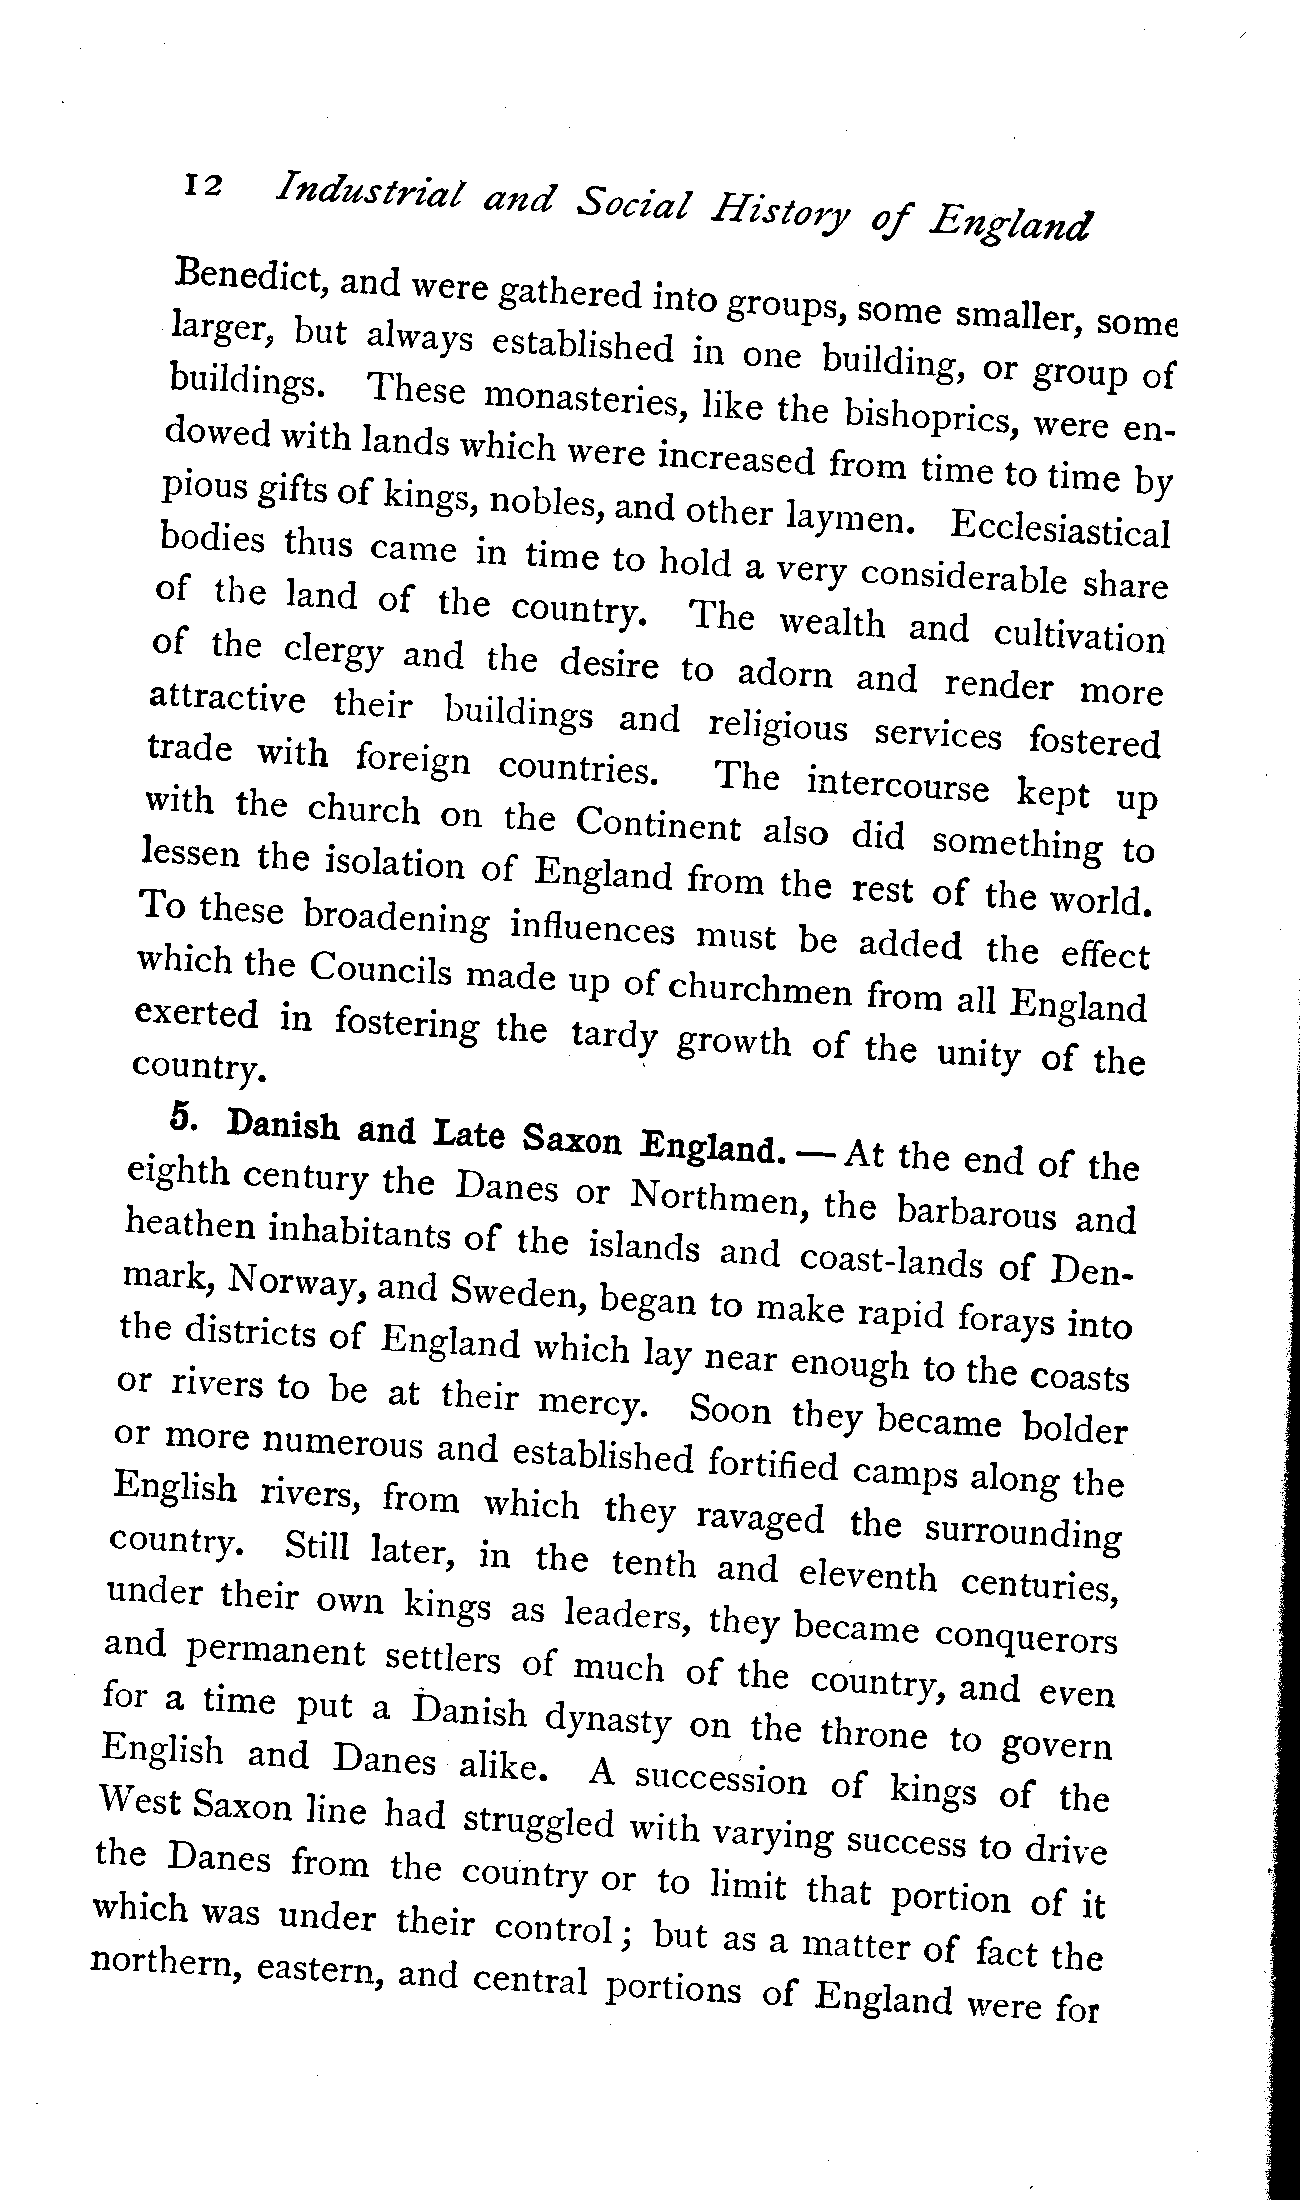 12 Industrial and Social History of England
Benedict, and were gathered into groups, some smaller, some
larger, but always established in one building, or group of
buildings. These monasteries, like the bishoprics, were en-
dowed with lands which were increased from time to time by
pious gifts of kings, nobles, and other laymen. Ecclesiastical
bodies thus came in time to hold a very considerable share
of the land of the country. The wealth and cultivation
of the clergy and the desire to adorn and render more
attractive their buildings and religious services fostered
trade with foreign countries. The intercourse kept up
with the church on the Continent also did something to
lessen the isolation of England from the rest of the world.
To these broadening influences must be added the effect
which the Councils made up of churchmen from all England
exerted in fostering the tardy growth of the unity of the
country.
5. Danish and Late Saxon England. — At the end of the
eighth century the Danes or Northmen, the barbarous and
heathen inhabitants of the islands and coast-lands of Den-
mark, Norway, and Sweden, began to make rapid forays into
the districts of England which lay near enough to the coasts
or rivers to be at their mercy. Soon they became bolder
or more numerous and established fortified camps along the
English rivers, from which they ravaged the surrounding
country. Still later, in the tenth and eleventh centuries,
under their own kings as leaders, they became conquerors
and permanent settlers of much of the country, and even
for a time put a Danish dynasty on the throne to govern
English and Danes alike. A succession of kings of the
West Saxon line had struggled with varying success to drive
the Danes from the country or to limit that portion of it
which was under their control; but as a matter of fact the
northern, eastern, and central portions of England were for